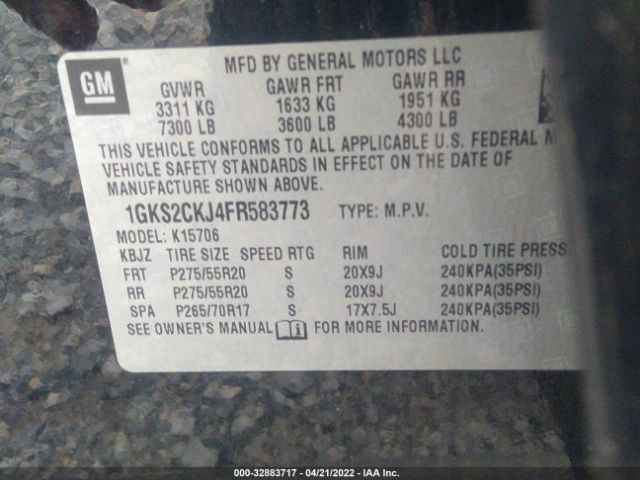 GM
MFD BY GENERAL MOTORS LLC
GVWR GAWR FRT GAWR RR
3311 KG 1633 KG 1951 KG
7300 LB 3600 LB 4300 LB
THIS VEHICLE CONFORMS TO ALL APPLICABLE U.S. FEDERAL M
VEHICLE SAFETY STANDARDS IN EFFECT ON THE DATE OF
MANUFACTURE SHOWN ABOVE.
1GKS2CKJ4FR583773 TYPE: M.P.V.
MODEL: K15706
KBJZ TIRE SIZE SPEED RTG RIM COLD TIRE PRESS
FRT P275/55R20 S 20X9J 240KPA(35PSI)
RR P275/55R20 S 20X9J 240KPA(35PSI)
SPA P265/70R17 S 17X7.5J 240KPA(35PSI)
SEE OWNER'S MANUAL FOR MORE INFORMATION.
000-32883717 - 04/21/2022 - IAA Inc.